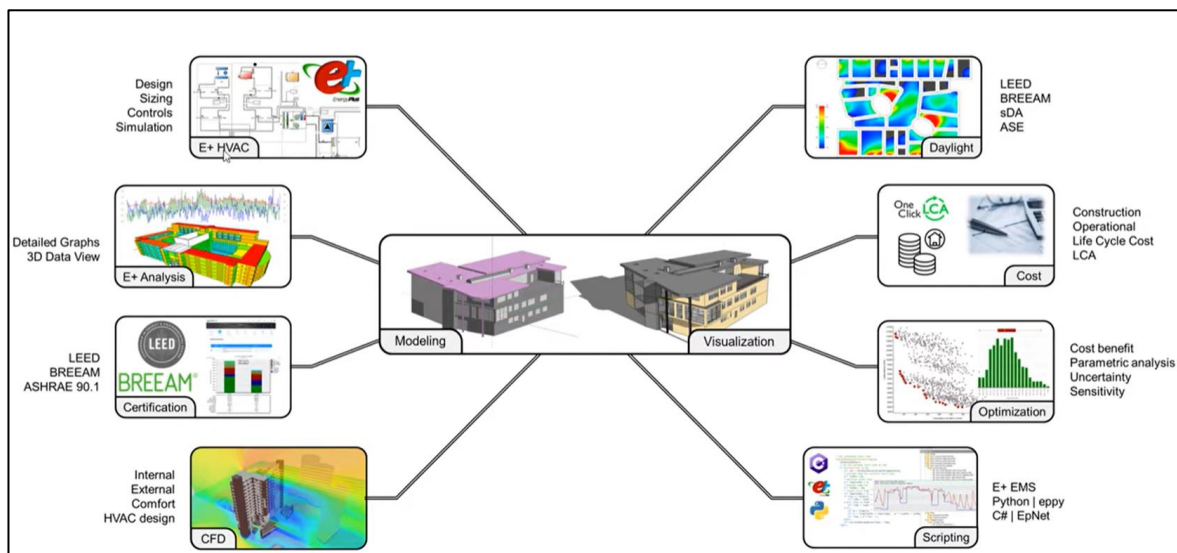 Design
Sizing
Controls
Simulation
EnergyPlus
E+ HVAC
Detailed Graphs
3D Data View
E+ Analysis
LEED
BREEAM
ASHRAE 90.1
LEED
BREEAM®
Certification
Internal
External
Comfort
HVAC design
CFD
Modeling
Visualization
Daylight
LEED
BREEAM
sDA
ASE
One
Click LCA
Cost
Construction
Operational
Life Cycle Cost
LCA
Optimization
Cost benefit
Parametric analysis
Uncertainty
Sensitivity
Scripting
E+ EMS
Python | eppy
C# | EpNet